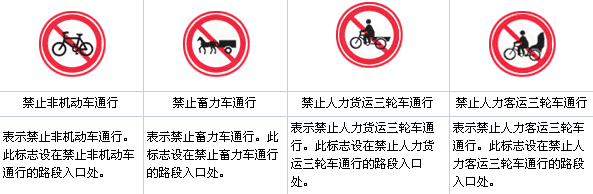 禁止非机动车通行
禁止畜力车通行
禁止人力货运三轮车通行
禁止人力客运三轮车通行
表示禁止非机动车通行。
此标志设在禁止非机动车
通行的路段入口处。
表示禁止畜力车通行。此
标志设在禁止畜力车通行
的路段入口处。
表示禁止人力货运三轮车通
行。此标志设在禁止人力货
运三轮车通行的路段入口
处。
表示禁止人力客运三轮车
通行。此标志设在禁止人
力客运三轮车通行的路段
入口处。